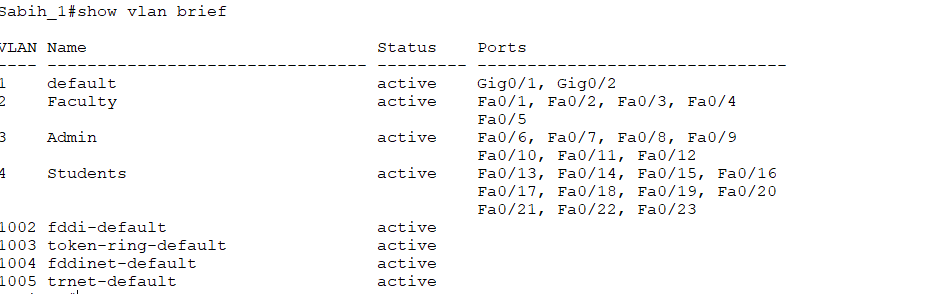 Sabih_1#show vlan brief
VLAN Name                             Status    Ports
---- -------------------------------- --------- -------------------------------
1    default                          active    Gig0/1, Gig0/2
2    Faculty                          active    Fa0/1, Fa0/2, Fa0/3, Fa0/4
                                                Fa0/5
3    Admin                            active    Fa0/6, Fa0/7, Fa0/8, Fa0/9
                                                Fa0/10, Fa0/11, Fa0/12
4    Students                         active    Fa0/13, Fa0/14, Fa0/15, Fa0/16
                                                Fa0/17, Fa0/18, Fa0/19, Fa0/20
                                                Fa0/21, Fa0/22, Fa0/23
1002 fddi-default                     active
1003 token-ring-default               active
1004 fddinet-default                  active
1005 trnet-default                    active